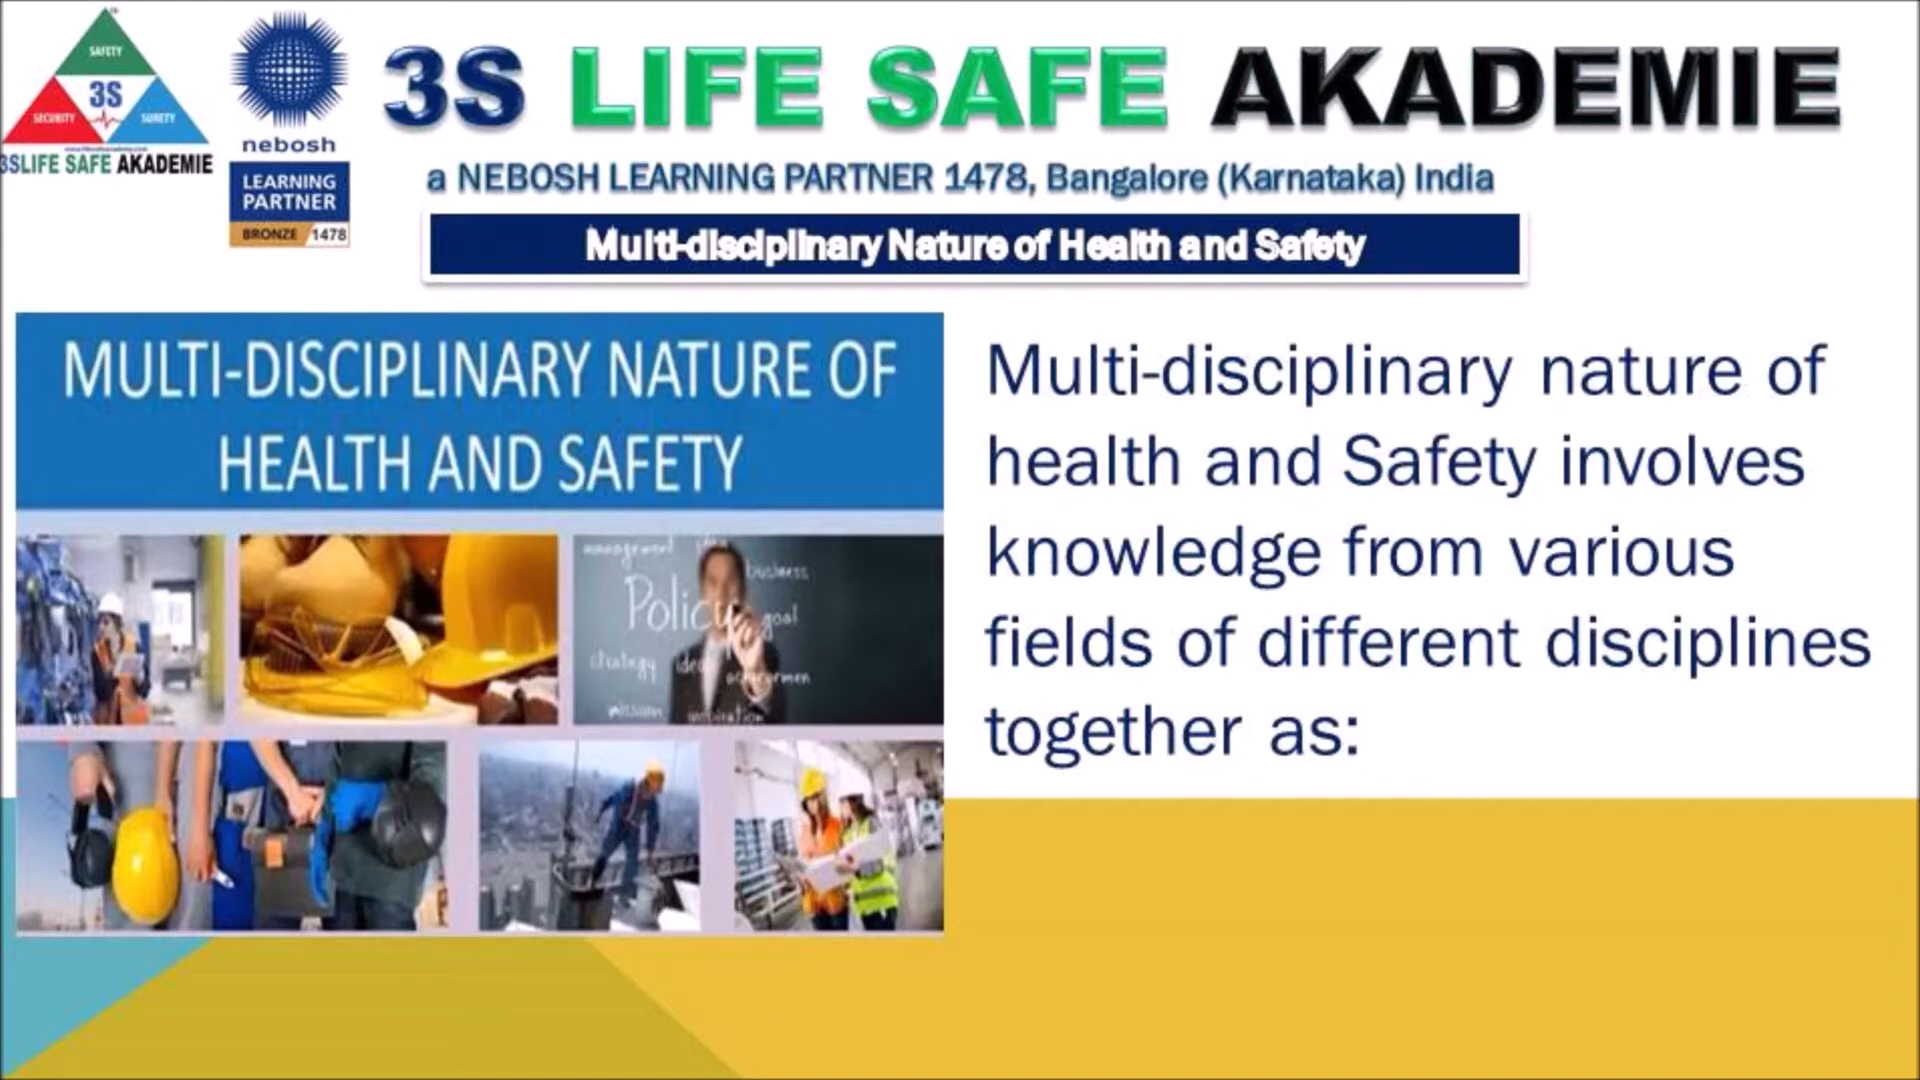 SAFETY
3S
SECURITY
SURETY
3SLIFE SAFE AKADEMIE
nebosh
LEARNING
PARTNER
BRONZE 1478
3S LIFE SAFE AKADEMIE
a NEBOSH LEARNING PARTNER 1478, Bangalore (Karnataka) India
Multi-disciplinary Nature of Health and Safety
MULTI-DISCIPLINARY NATURE OF
HEALTH AND SAFETY
management
business
Policy
goal
strategy
mission
Multi-disciplinary nature of
health and Safety involves
knowledge from various
fields of different disciplines
together as: